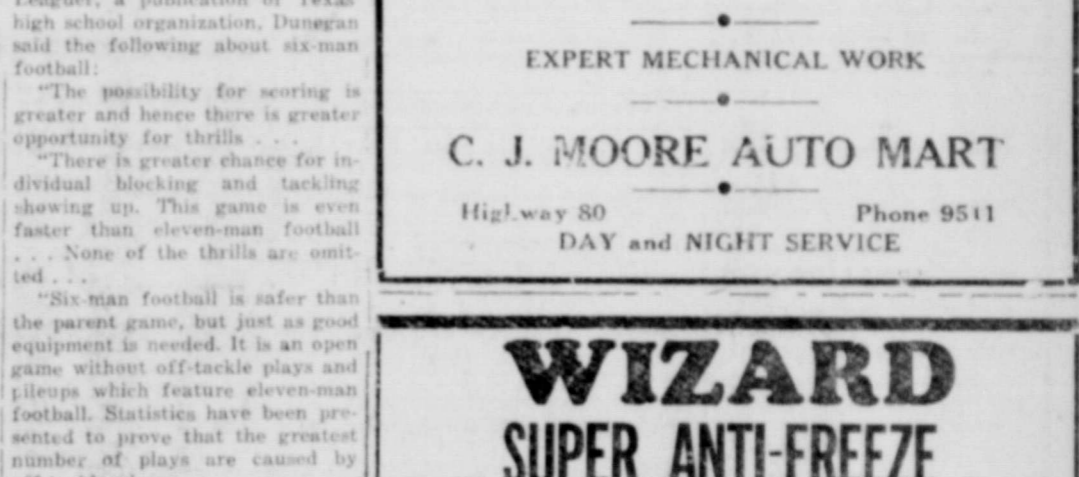 Leaguer, a publication of Texas
high school organization, Dunegan
said the following about six-man
football:
"The possibility for scoring is
greater and hence there is greater
opportunity for thrills . . .
"There is greater chance for in-
dividual blocking and tackling
showing up. This game is even
faster than eleven-man football
. . . None of the thrills are omit-
ted . . .
"Six-man football is safer than
the parent game, but just as good
equipment is needed. It is an open
game without off-tackle plays and
pileups which feature eleven-man
football. Statistics have been pre-
sented to prove that the greatest
number of plays are caused by
EXPERT MECHANICAL WORK
C. J. MOORE AUTO MART
Highway 80 Phone 9511
DAY and NIGHT SERVICE
WIZARD
SUPER ANTI-FREEZE